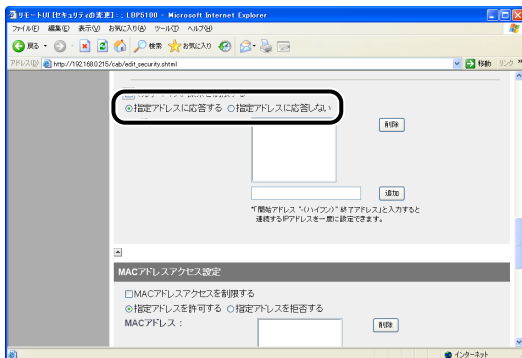 リモートUI [セキュリティの変更] : ; LBP5100 - Microsoft Internet Explorer
ファイル(F) 編集(E) 表示(V) お気に入り(A) ツール(T) ヘルプ(H)
戻る 検索 お気に入り
アドレス(D) http://192.168.0.215/cab/edit_security.shtml 移動 リンク »
指定アドレスに応答する 指定アドレスに応答しない
削除
追加
*「開始アドレス "-(ハイフン)" 終了アドレス」と入力すると
連続するIPアドレスを一度に設定できます。
MACアドレスアクセス設定
MACアドレスアクセスを制限する
指定アドレスを許可する 指定アドレスを拒否する
MACアドレス : 削除
インターネット